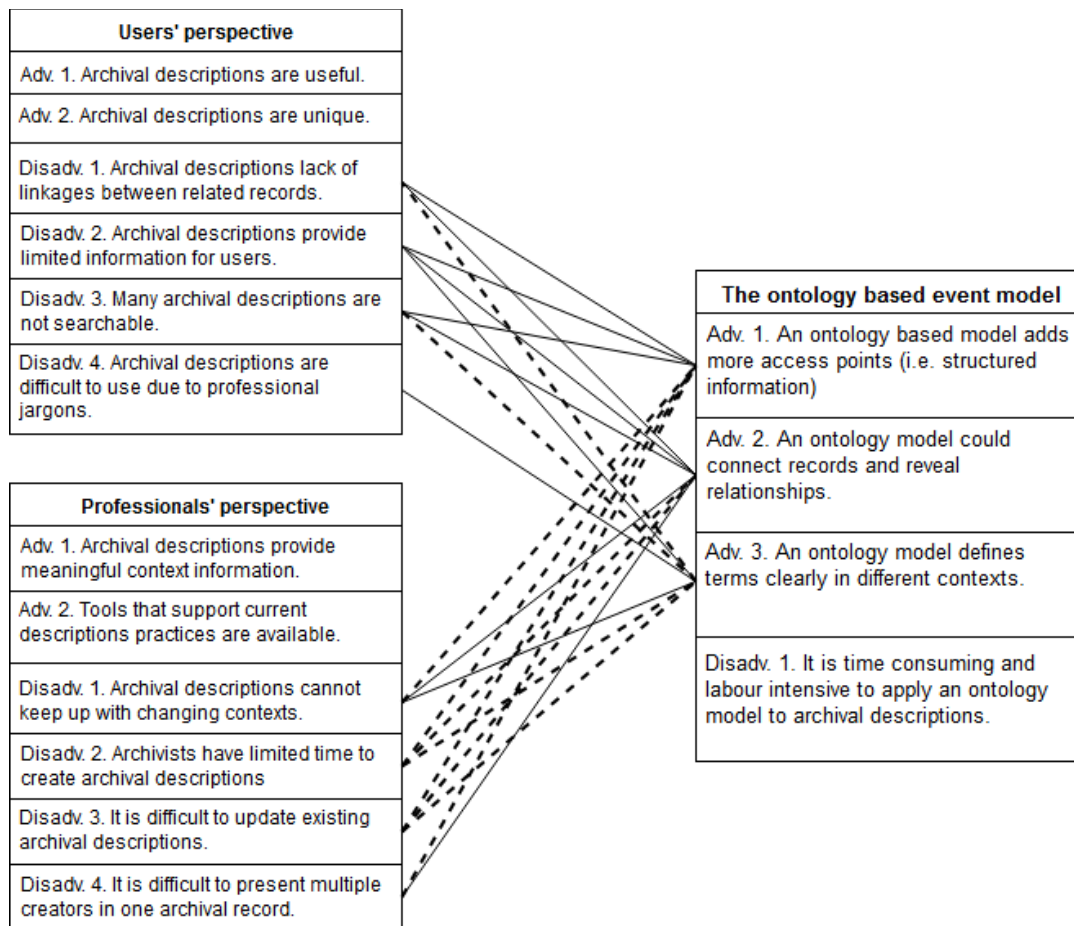 Users' perspective
Adv. 1. Archival descriptions are useful.
Adv. 2. Archival descriptions are unique.
Disadv. 1. Archival descriptions lack of
linkages between related records.
Disadv. 2. Archival descriptions provide
limited information for users.
Disadv. 3. Many archival descriptions are
not searchable.
Disadv. 4. Archival descriptions are
difficult to use due to professional
jargons.
Professionals' perspective
Adv. 1. Archival descriptions provide
meaningful context information.
Adv. 2. Tools that support current
descriptions practices are available.
Disadv. 1. Archival descriptions cannot
keep up with changing contexts.
Disadv. 2. Archivists have limited time to
create archival descriptions
Disadv. 3. It is difficult to update existing
archival descriptions.
Disadv. 4. It is difficult to present multiple
creators in one archival record.
The ontology based event model
Adv. 1. An ontology based model adds
more access points (i.e. structured
information)
Adv. 2. An ontology model could
connect records and reveal
relationships.
Adv. 3. An ontology model defines
terms clearly in different contexts.
Disadv. 1. It is time consuming and
labour intensive to apply an ontology
model to archival descriptions.